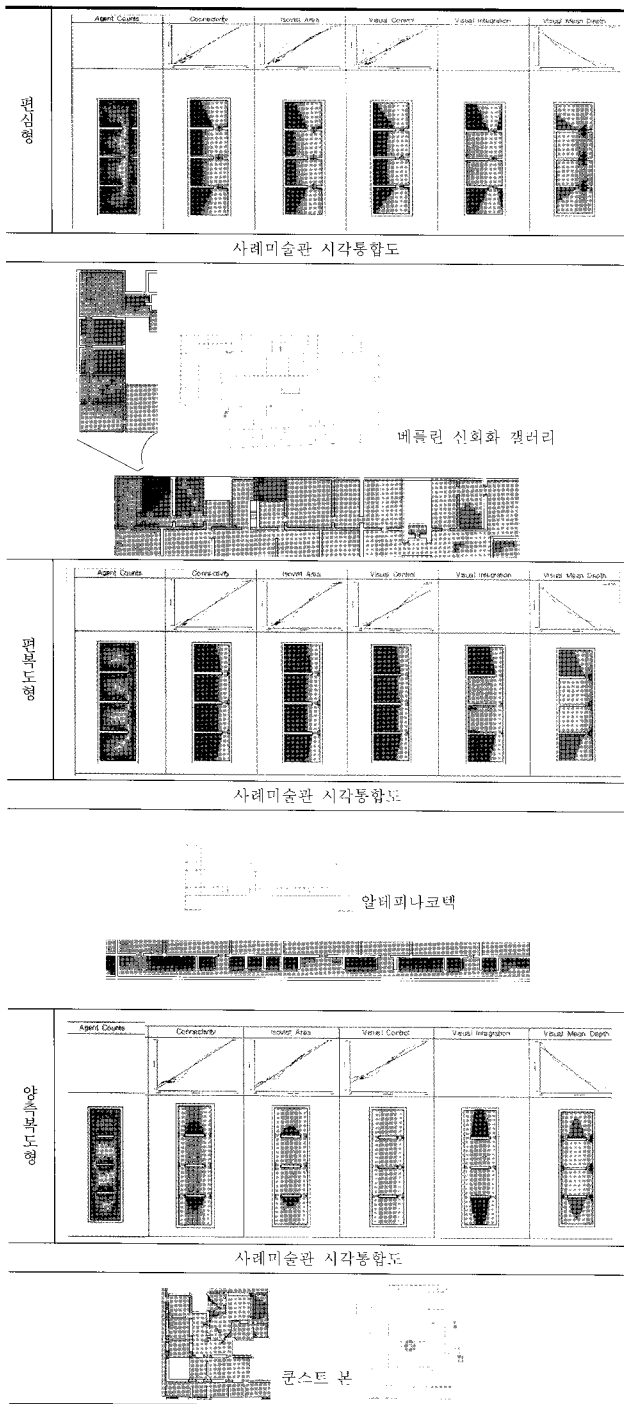 Agent Counts Connectivity Isovist Area Visual Control Visual Integration Visual Mean Depth
편심형
사례미술관 시각통합도
베를린 신회화 갤러리
Agent Counts Connectivity Isovist Area Visual Control Visual Integration Visual Mean Depth
편복도형
사례미술관 시각통합도
알테피나코텍
Agent Counts Connectivity Isovist Area Visual Control Visual Integration Visual Mean Depth
양측복도형
사례미술관 시각통합도
쿤스트 본